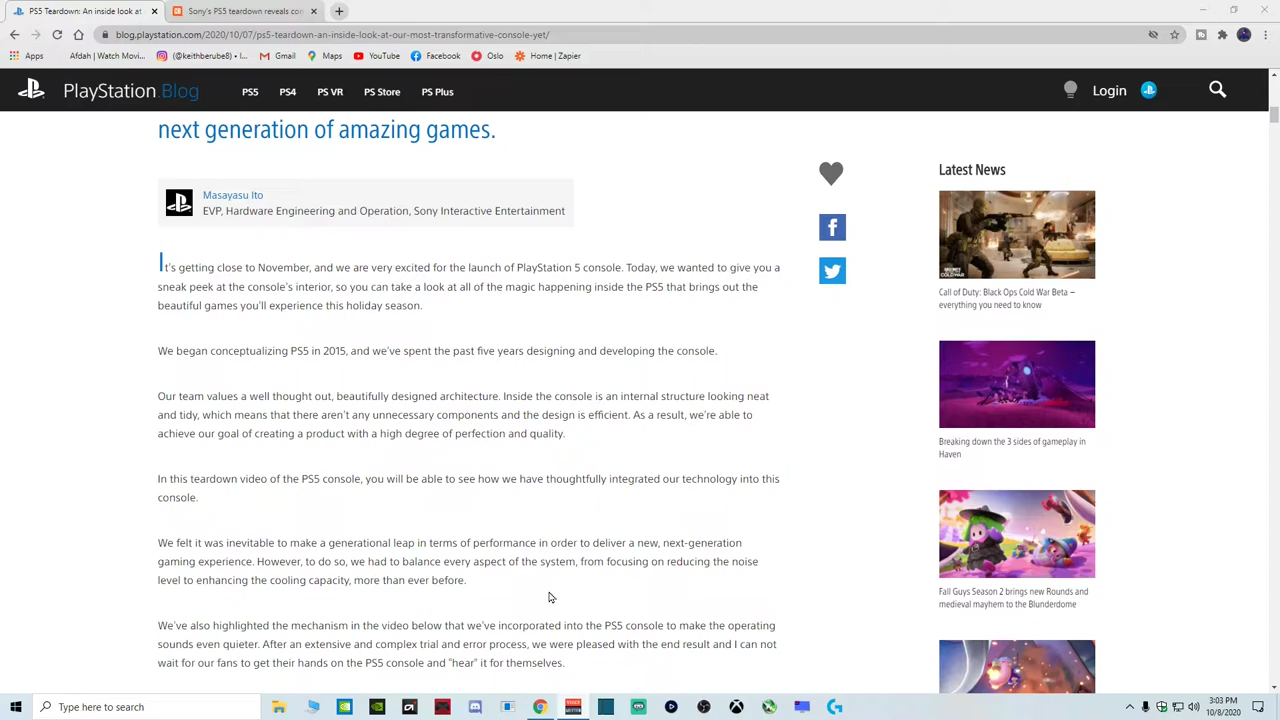 PS5 Teardown: An inside look at
Sony's PS5 teardown reveals co
blog.playstation.com/2020/10/07/ps5-teardown-an-inside-look-at-our-most-transformative-console-yet/
Apps Afdah | Watch Movi... (@keithberube8) • I... Gmail Maps YouTube Facebook Oslo Home | Zapier
PlayStation.Blog PS5 PS4 PS VR PS Store PS Plus Login
next generation of amazing games.
Masayasu Ito
EVP, Hardware Engineering and Operation, Sony Interactive Entertainment
It's getting close to November, and we are very excited for the launch of PlayStation 5 console. Today, we wanted to give you a
sneak peek at the console's interior, so you can take a look at all of the magic happening inside the PS5 that brings out the
beautiful games you'll experience this holiday season.
We began conceptualizing PS5 in 2015, and we've spent the past five years designing and developing the console.
Our team values a well thought out, beautifully designed architecture. Inside the console is an internal structure looking neat
and tidy, which means that there aren't any unnecessary components and the design is efficient. As a result, we're able to
achieve our goal of creating a product with a high degree of perfection and quality.
In this teardown video of the PS5 console, you will be able to see how we have thoughtfully integrated our technology into this
console.
We felt it was inevitable to make a generational leap in terms of performance in order to deliver a new, next-generation
gaming experience. However, to do so, we had to balance every aspect of the system, from focusing on reducing the noise
level to enhancing the cooling capacity, more than ever before.
We've also highlighted the mechanism in the video below that we've incorporated into the PS5 console to make the operating
sounds even quieter. After an extensive and complex trial and error process, we were pleased with the end result and I can not
wait for our fans to get their hands on the PS5 console and "hear" it for themselves.
Latest News
Call of Duty: Black Ops Cold War Beta –
everything you need to know
Breaking down the 3 sides of gameplay in
Haven
Fall Guys Season 2 brings new Rounds and
medieval mayhem to the Blunderdome
Type here to search
3:03 PM
10/8/2020